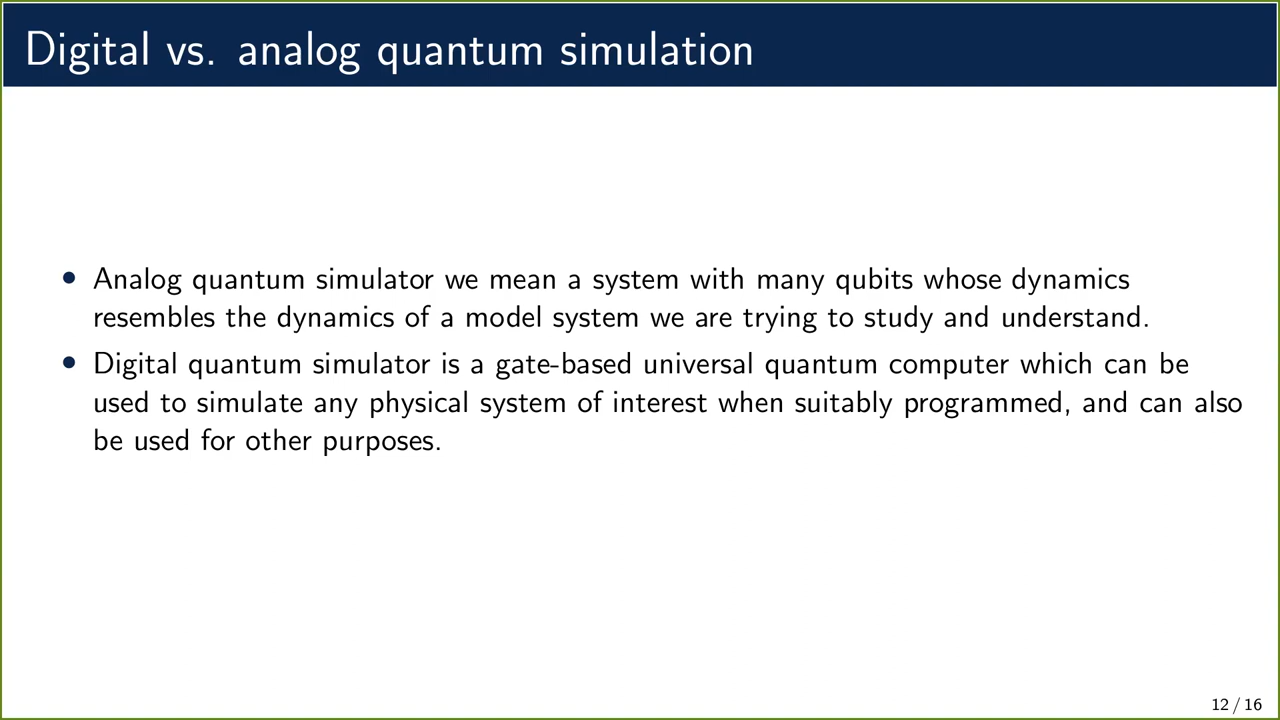 Digital vs. analog quantum simulation
• Analog quantum simulator we mean a system with many qubits whose dynamics
resembles the dynamics of a model system we are trying to study and understand.
• Digital quantum simulator is a gate-based universal quantum computer which can be
used to simulate any physical system of interest when suitably programmed, and can also
be used for other purposes.
12 / 16